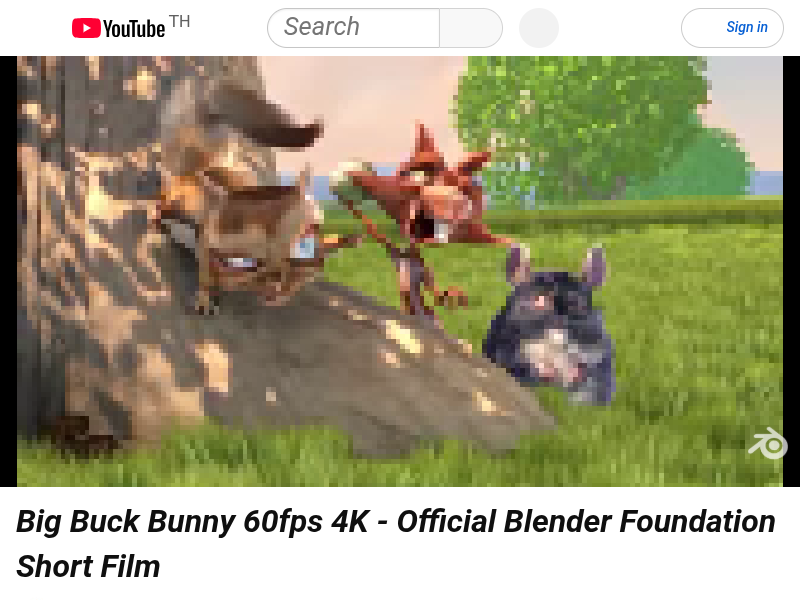 YouTube TH
Search
Sign in
Big Buck Bunny 60fps 4K - Official Blender Foundation
Short Film